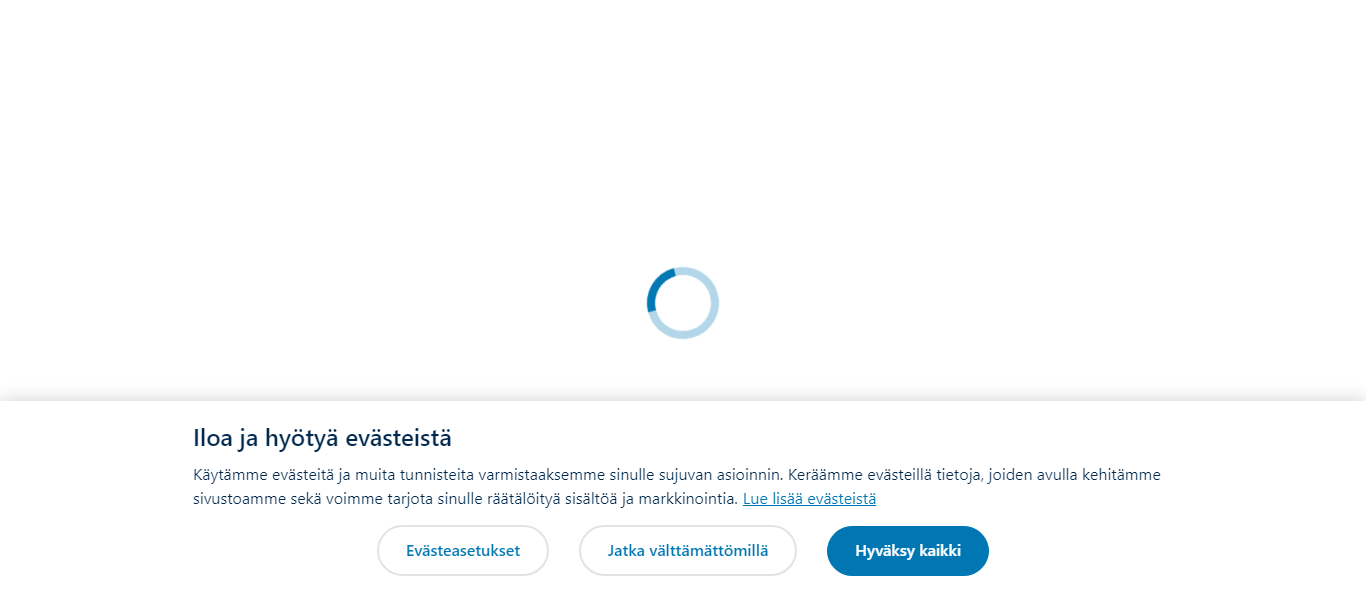 Iloa ja hyötyä evästeistä
Käytämme evästeitä ja muita tunnisteita varmistaaksemme sinulle sujuvan asioinnin. Keräämme evästeillä tietoja, joiden avulla kehitämme
sivustoamme sekä voimme tarjota sinulle räätälöityä sisältöä ja markkinointia. Lue lisää evästeistä
Evästeasetukset
Jatka välttämättömillä
Hyväksy kaikki